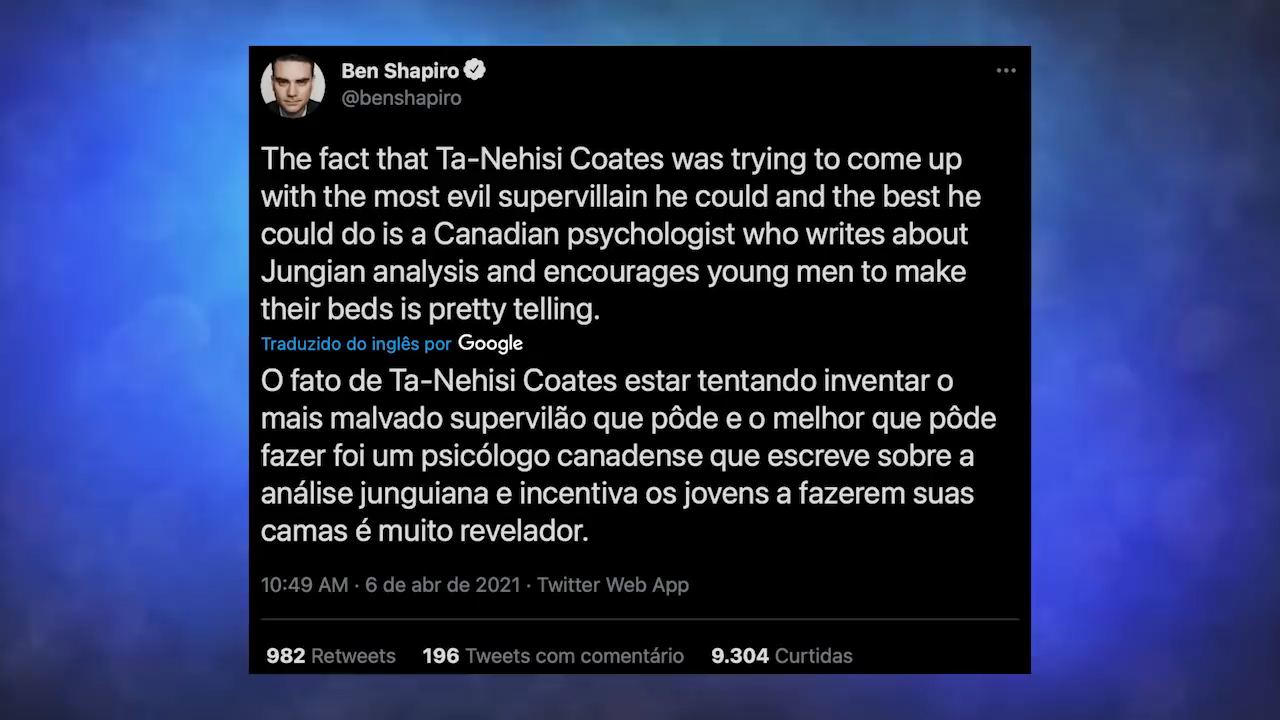 Ben Shapiro
@benshapiro
The fact that Ta-Nehisi Coates was trying to come up
with the most evil supervillain he could and the best he
could do is a Canadian psychologist who writes about
Jungian analysis and encourages young men to make
their beds is pretty telling.
Traduzido do inglês por Google
O fato de Ta-Nehisi Coates estar tentando inventar o
mais malvado supervilão que pôde e o melhor que pôde
fazer foi um psicólogo canadense que escreve sobre a
análise junguiana e incentiva os jovens a fazerem suas
camas é muito revelador.
10:49 AM · 6 de abr de 2021 · Twitter Web App
982 Retweets 196 Tweets com comentário 9.304 Curtidas